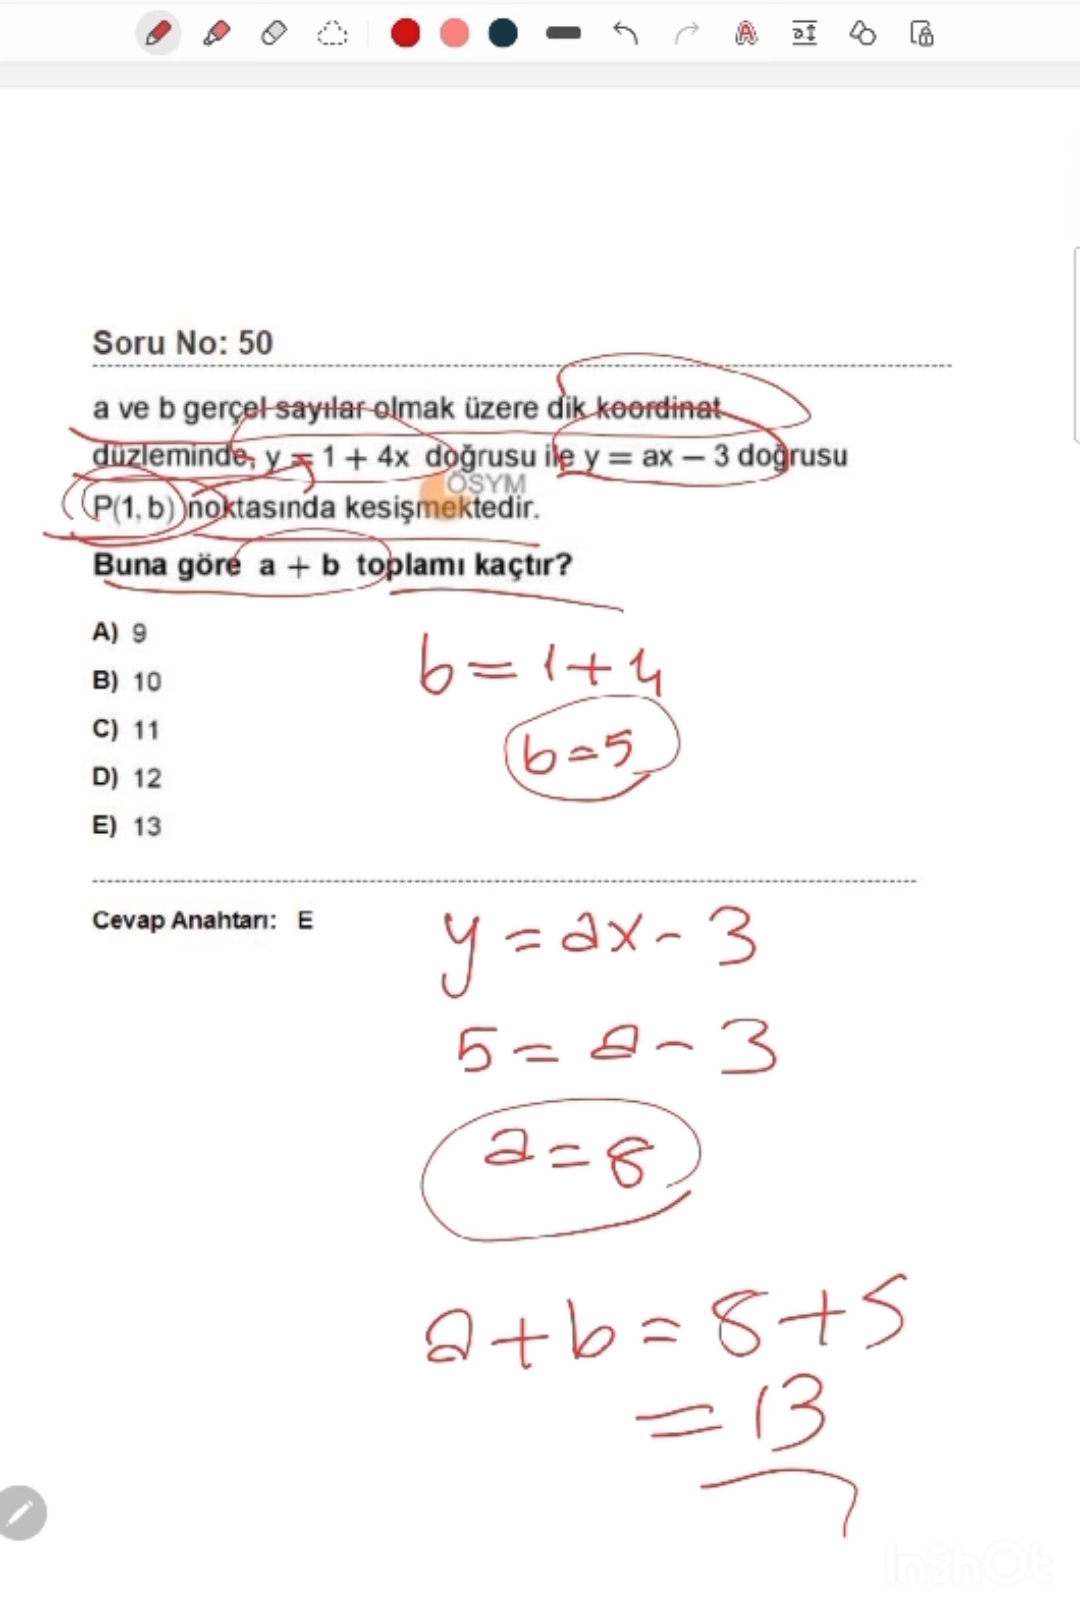 Soru No: 50
a ve b gerçel sayılar olmak üzere dik koordinat
düzleminde, y = 1 + 4x doğrusu ile y = ax − 3 doğrusu
ÖSYM
P(1, b) noktasında kesişmektedir.
Buna göre a + b toplamı kaçtır?
A) 9
B) 10
C) 11
D) 12
E) 13
b = 1 + 4
b = 5
Cevap Anahtarı: E
y = ax - 3
5 = a - 3
a = 8
a + b = 8 + 5
= 13
InShOt